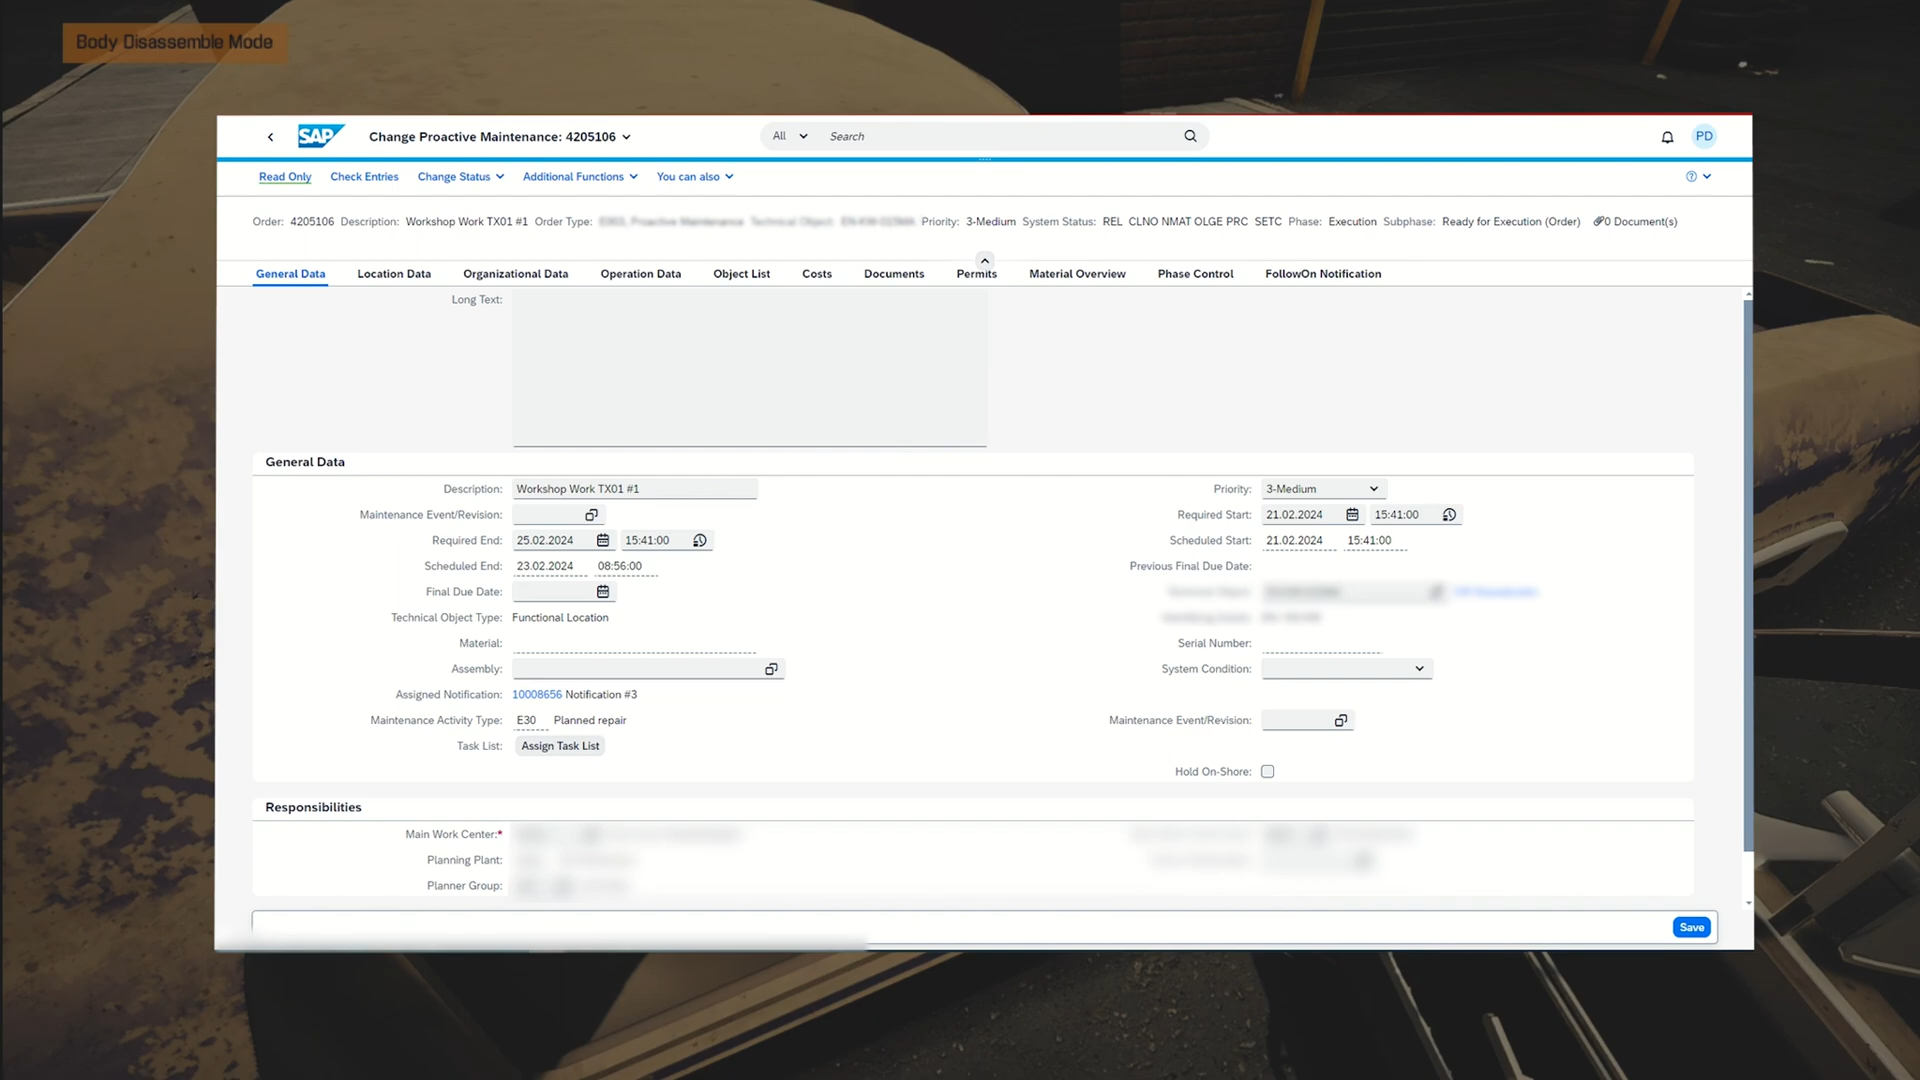 Body Disassemble Mode
SAP Change Proactive Maintenance: 4205106 All Search PD
Read Only Check Entries Change Status Additional Functions You can also
Order: 4205106 Description: Workshop Work TX01 #1 Order Type: Priority: 3-Medium System Status: REL CLNO NMAT OLGE PRC SETC Phase: Execution Subphase: Ready for Execution (Order) 0 Document(s)
General Data Location Data Organizational Data Operation Data Object List Costs Documents Permits Material Overview Phase Control FollowOn Notification
Long Text:
General Data
Description: Workshop Work TX01 #1 Priority: 3-Medium
Maintenance Event/Revision: Required Start: 21.02.2024 15:41:00
Required End: 25.02.2024 15:41:00 Scheduled Start: 21.02.2024 15:41:00
Scheduled End: 23.02.2024 08:56:00 Previous Final Due Date:
Final Due Date:
Technical Object Type: Functional Location
Material: Serial Number:
Assembly: System Condition:
Assigned Notification: 10008656 Notification #3
Maintenance Activity Type: E30 Planned repair Maintenance Event/Revision:
Task List: Assign Task List
Hold On-Shore:
Responsibilities
Main Work Center:*
Planning Plant:
Planner Group:
Save